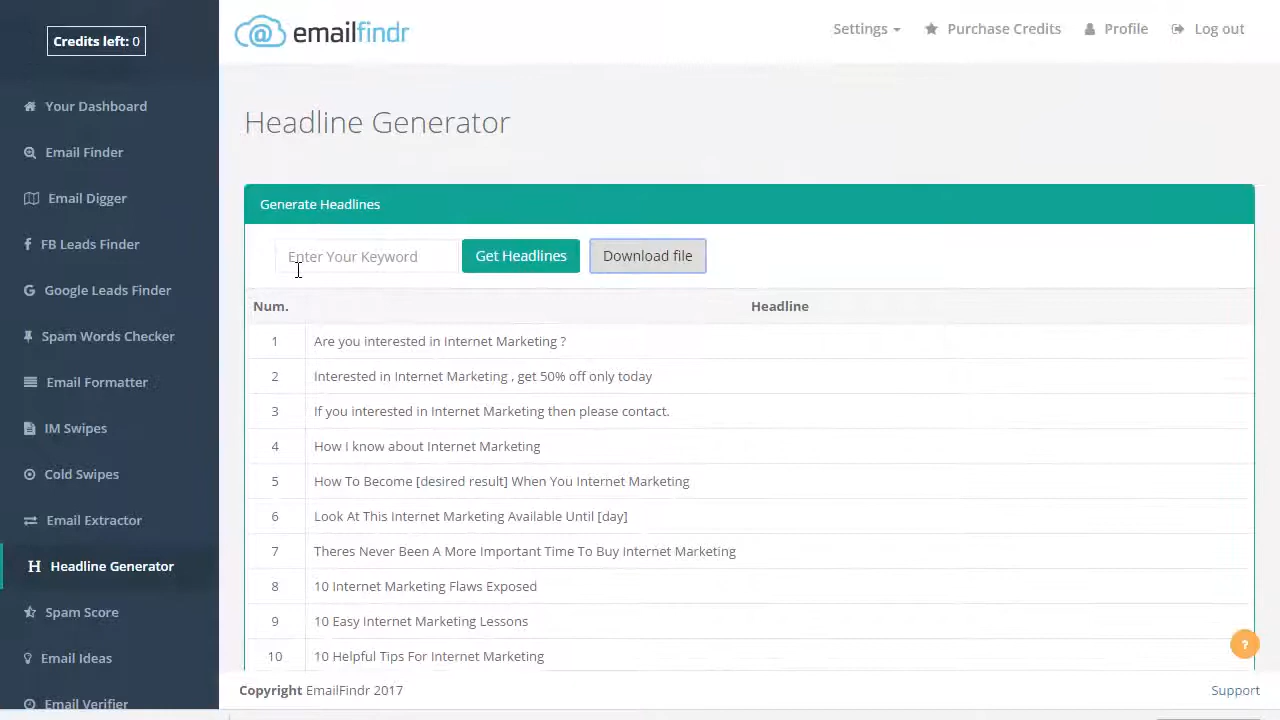 Credits left: 0
emailfindr
Settings
Purchase Credits
Profile
Log out
Your Dashboard
Email Finder
Email Digger
FB Leads Finder
Google Leads Finder
Spam Words Checker
Email Formatter
IM Swipes
Cold Swipes
Email Extractor
Headline Generator
Spam Score
Email Ideas
Email Verifier
Headline Generator
Generate Headlines
Enter Your Keyword Get Headlines Download file
Num. Headline
1 Are you interested in Internet Marketing ?
2 Interested in Internet Marketing , get 50% off only today
3 If you interested in Internet Marketing then please contact.
4 How I know about Internet Marketing
5 How To Become [desired result] When You Internet Marketing
6 Look At This Internet Marketing Available Until [day]
7 Theres Never Been A More Important Time To Buy Internet Marketing
8 10 Internet Marketing Flaws Exposed
9 10 Easy Internet Marketing Lessons
10 10 Helpful Tips For Internet Marketing
?
Copyright EmailFindr 2017
Support